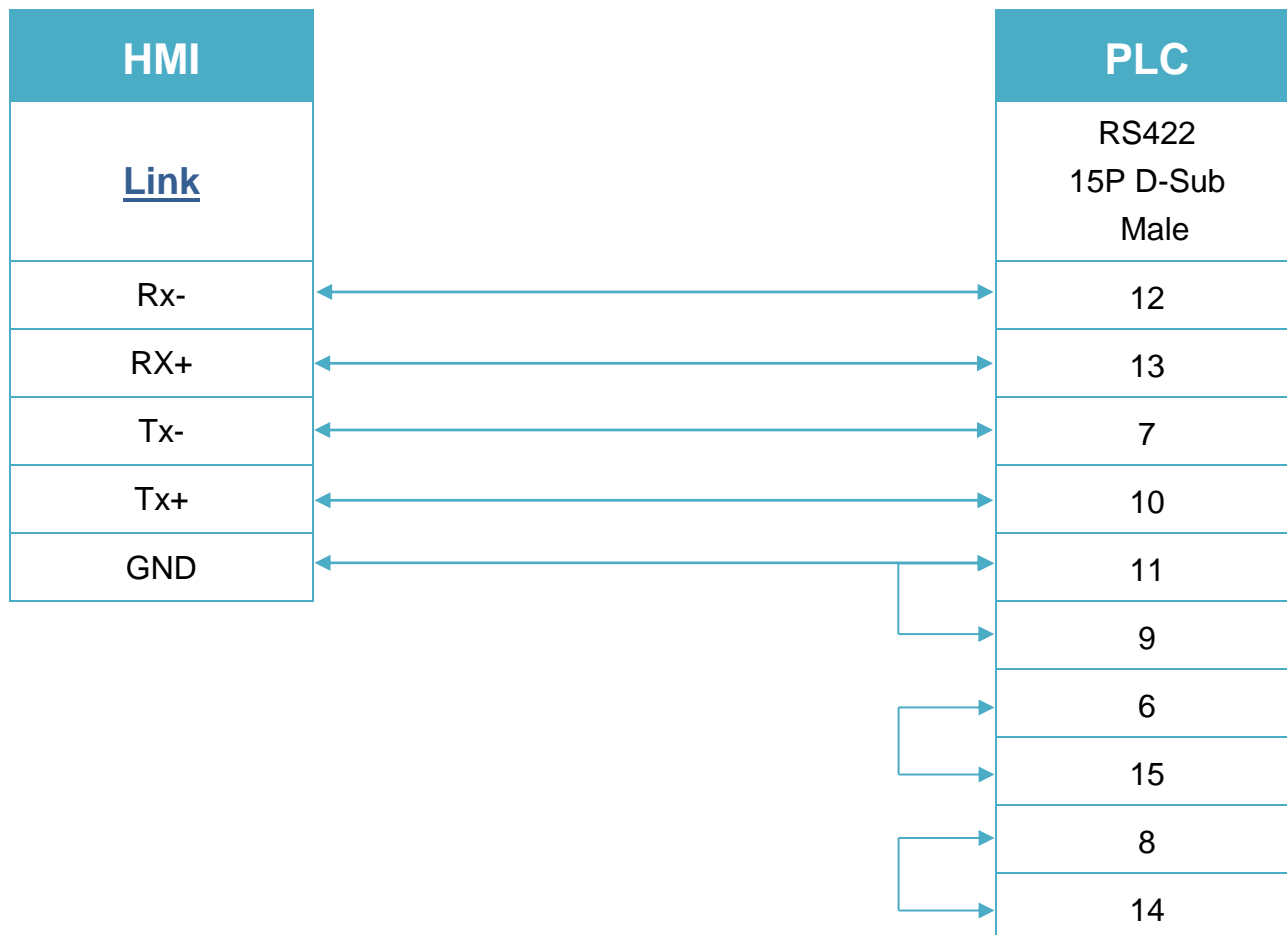 HMI
PLC
Link
RS422
15P D-Sub
Male
Rx-
12
RX+
13
Tx-
7
Tx+
10
GND
11
9
6
15
8
14